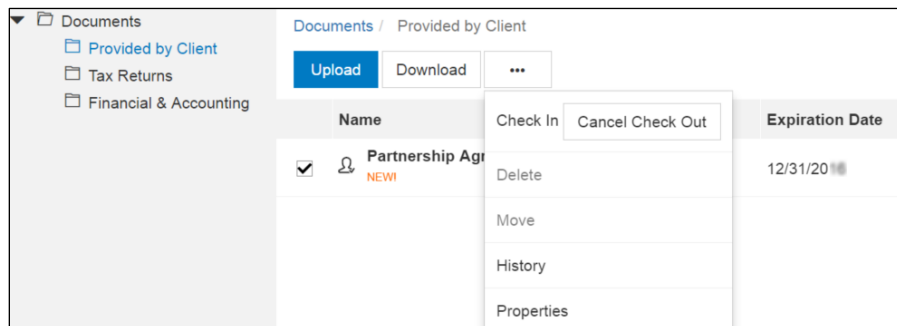 Documents
Provided by Client
Tax Returns
Financial & Accounting
Documents / Provided by Client
Upload Download •••
Name Expiration Date
Check In Cancel Check Out
Partnership Agr
NEW!
12/31/20
Delete
Move
History
Properties